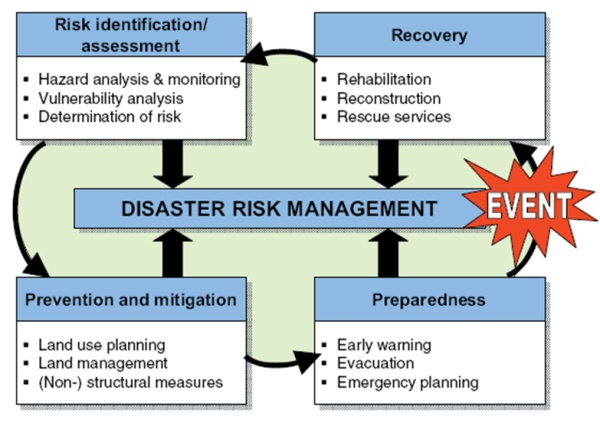 Risk identification/
assessment
▪ Hazard analysis & monitoring
▪ Vulnerability analysis
▪ Determination of risk
Recovery
▪ Rehabilitation
▪ Reconstruction
▪ Rescue services
DISASTER RISK MANAGEMENT
EVENT
Prevention and mitigation
▪ Land use planning
▪ Land management
▪ (Non-) structural measures
Preparedness
▪ Early warning
▪ Evacuation
▪ Emergency planning